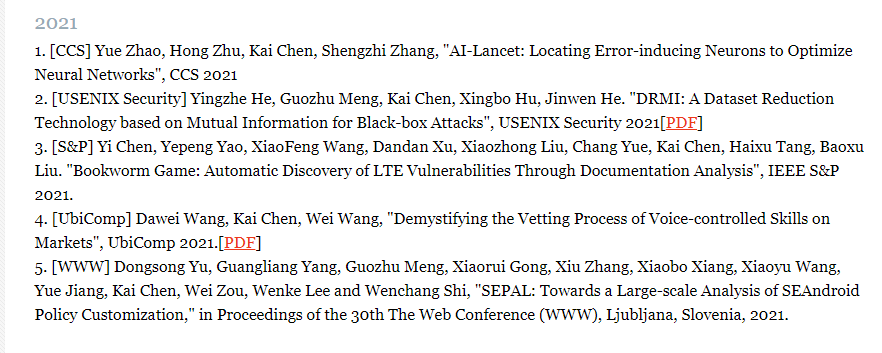 2021
1. [CCS] Yue Zhao, Hong Zhu, Kai Chen, Shengzhi Zhang, "AI-Lancet: Locating Error-inducing Neurons to Optimize
Neural Networks", CCS 2021
2. [USENIX Security] Yingzhe He, Guozhu Meng, Kai Chen, Xingbo Hu, Jinwen He. "DRMI: A Dataset Reduction
Technology based on Mutual Information for Black-box Attacks", USENIX Security 2021[PDF]
3. [S&P] Yi Chen, Yepeng Yao, XiaoFeng Wang, Dandan Xu, Xiaozhong Liu, Chang Yue, Kai Chen, Haixu Tang, Baoxu
Liu. "Bookworm Game: Automatic Discovery of LTE Vulnerabilities Through Documentation Analysis", IEEE S&P
2021.
4. [UbiComp] Dawei Wang, Kai Chen, Wei Wang, "Demystifying the Vetting Process of Voice-controlled Skills on
Markets", UbiComp 2021.[PDF]
5. [WWW] Dongsong Yu, Guangliang Yang, Guozhu Meng, Xiaorui Gong, Xiu Zhang, Xiaobo Xiang, Xiaoyu Wang,
Yue Jiang, Kai Chen, Wei Zou, Wenke Lee and Wenchang Shi, "SEPAL: Towards a Large-scale Analysis of SEAndroid
Policy Customization," in Proceedings of the 30th The Web Conference (WWW), Ljubljana, Slovenia, 2021.